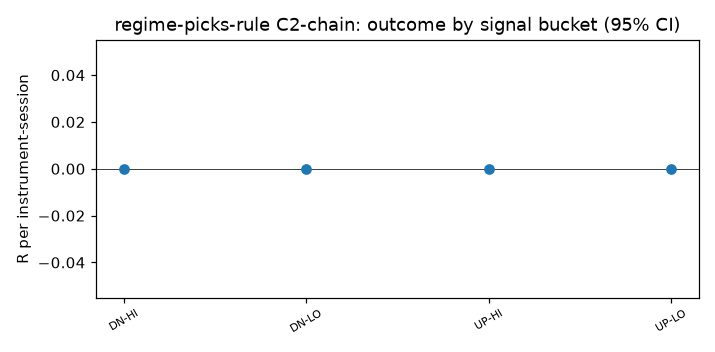 regime-picks-rule C2-chain: outcome by signal bucket (95% CI)
R per instrument-session
0.04
0.02
0.00
−0.02
−0.04
DN-HI
DN-LO
UP-HI
UP-LO